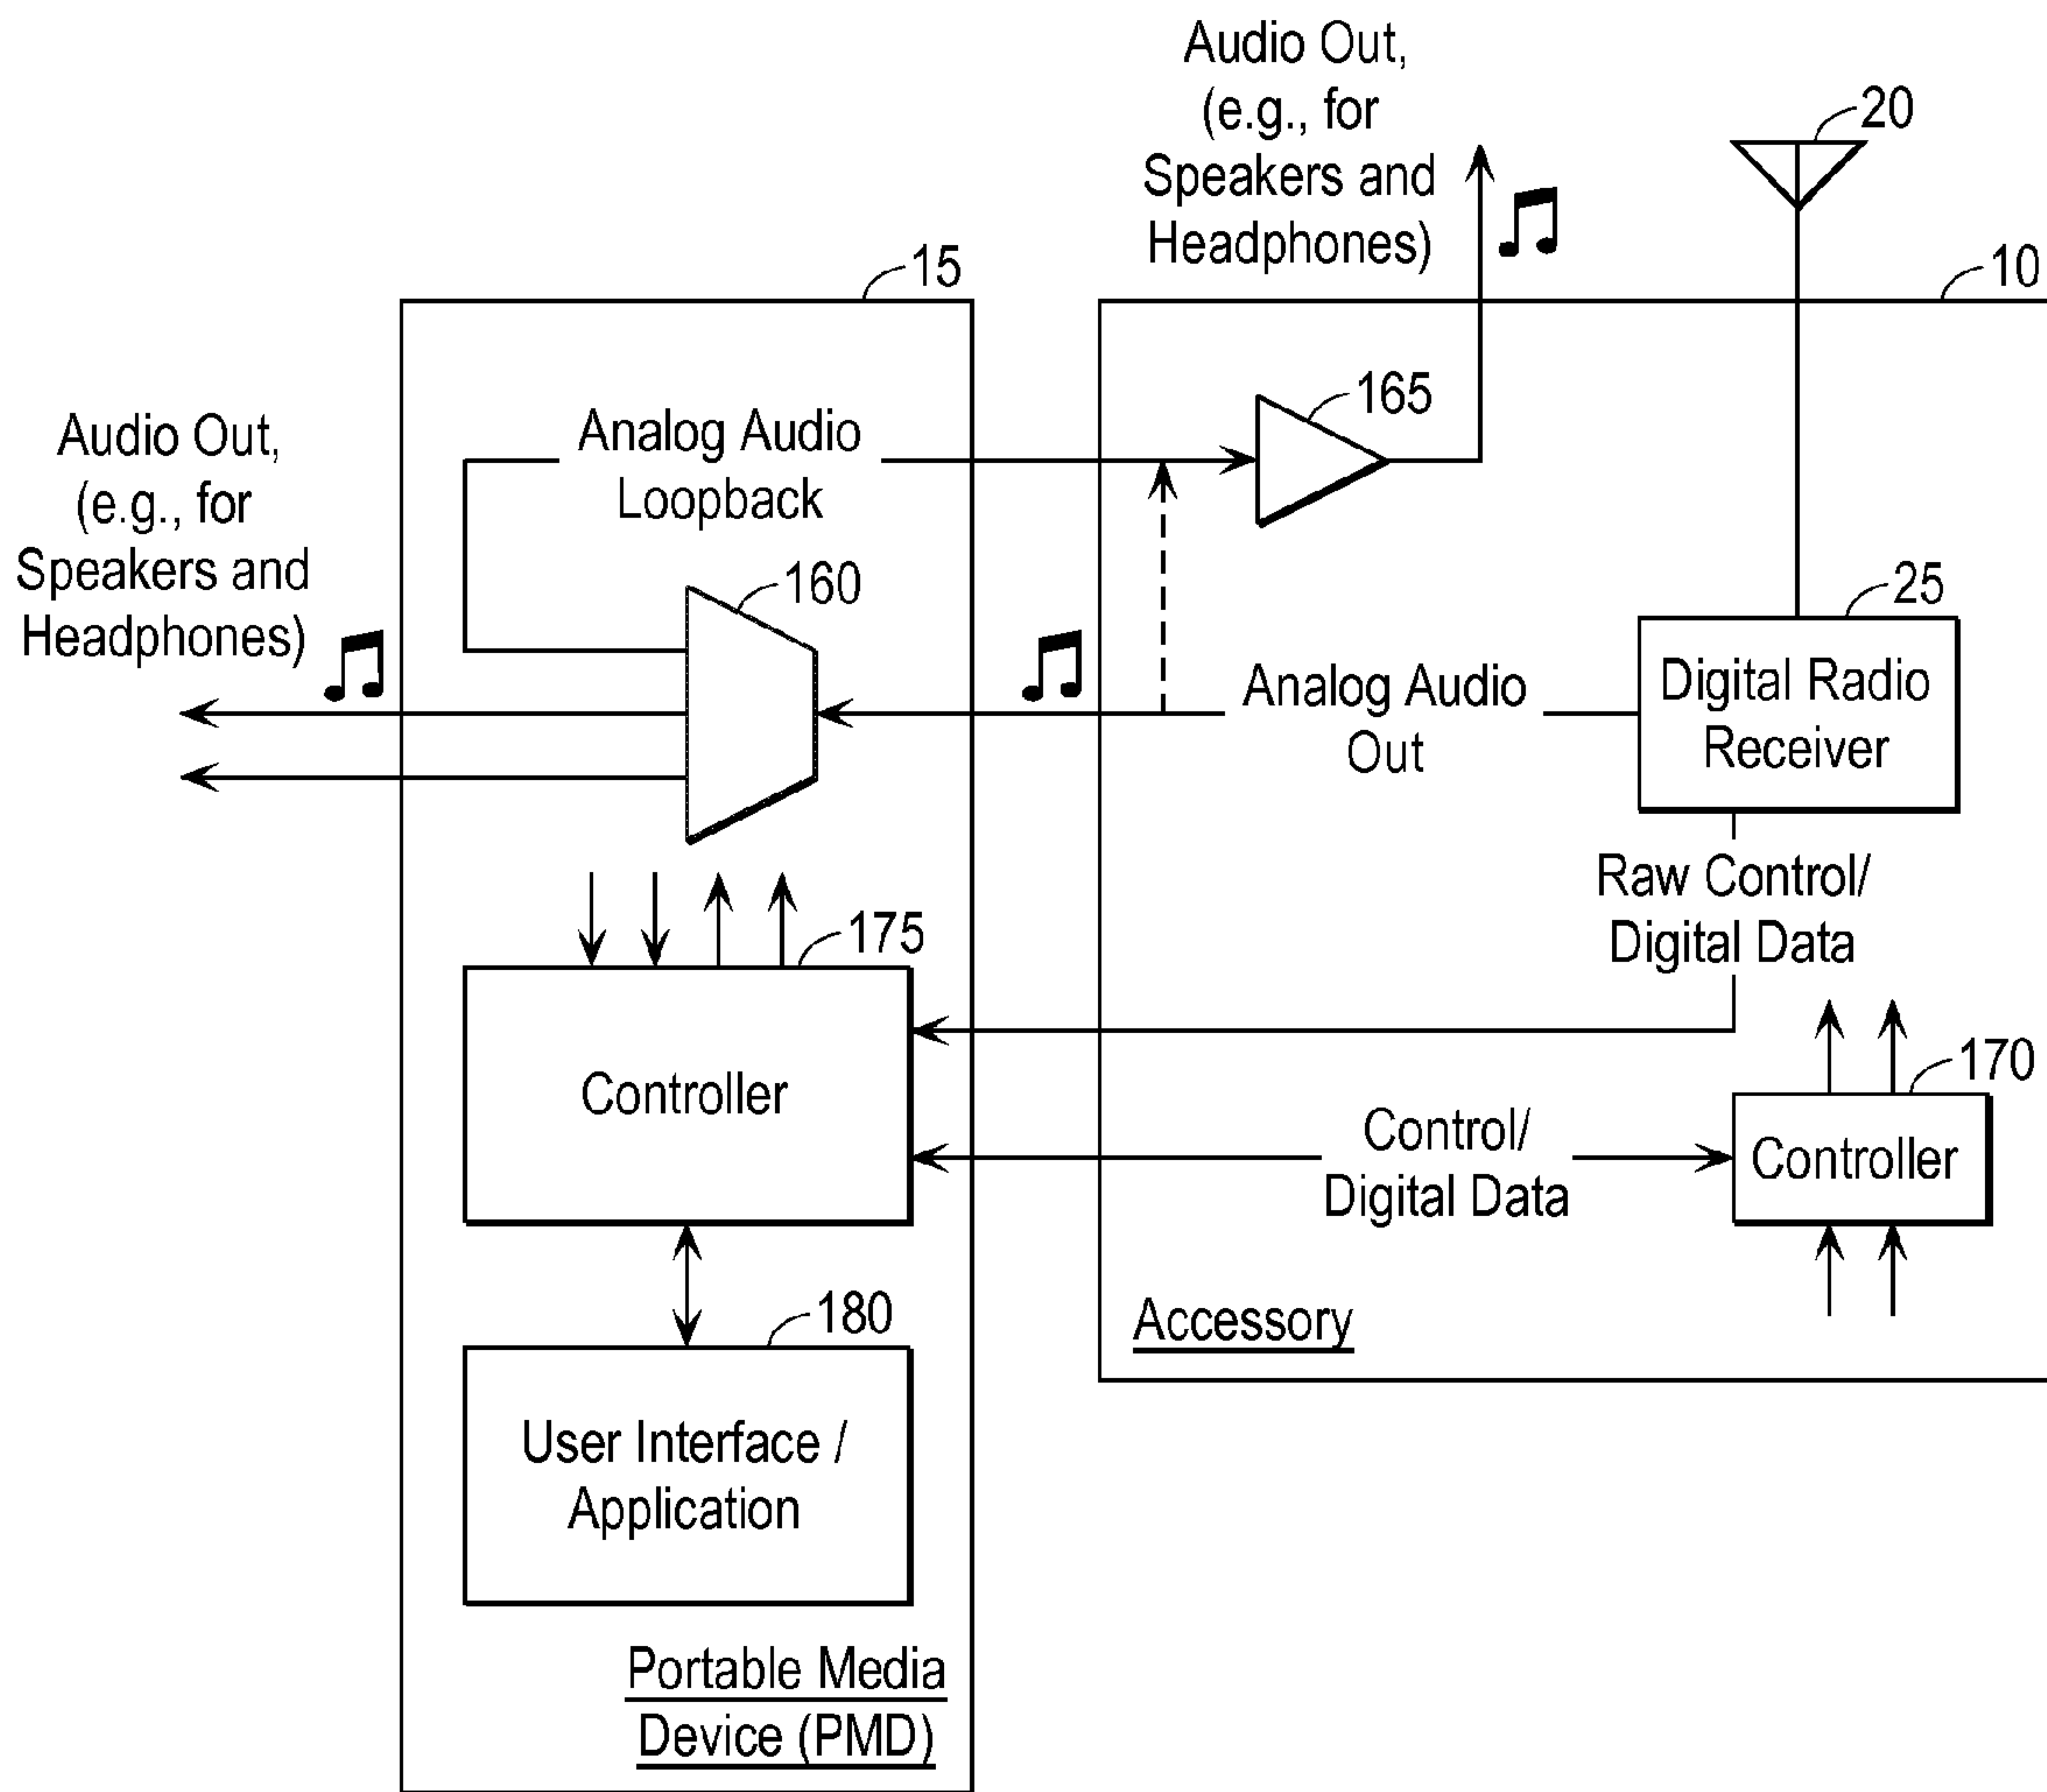 Audio Out,
(e.g., for
Speakers and
Headphones)
20
15
10
Audio Out,
(e.g., for
Speakers and
Headphones)
Analog Audio
Loopback
165
160
25
Analog Audio
Out
Digital Radio
Receiver
Raw Control/
Digital Data
175
Controller
170
Control/
Digital Data
Controller
180
Accessory
User Interface /
Application
Portable Media
Device (PMD)